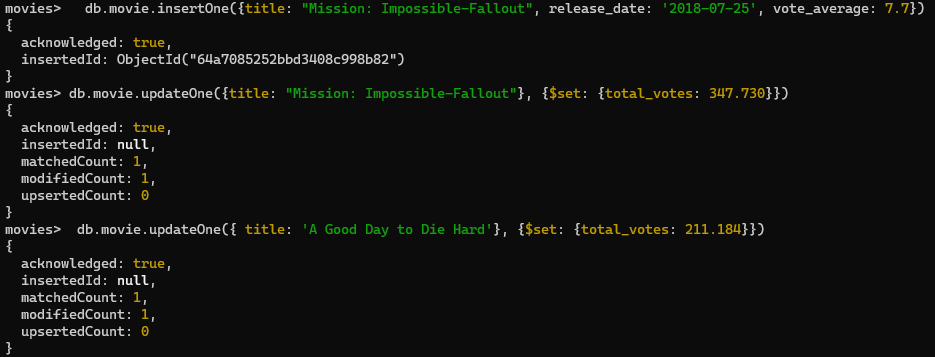 movies>   db.movie.insertOne({title: "Mission: Impossible-Fallout", release_date: '2018-07-25', vote_average: 7.7})
{
  acknowledged: true,
  insertedId: ObjectId("64a7085252bbd3408c998b82")
}
movies> db.movie.updateOne({title: "Mission: Impossible-Fallout"}, {$set: {total_votes: 347.730}})
{
  acknowledged: true,
  insertedId: null,
  matchedCount: 1,
  modifiedCount: 1,
  upsertedCount: 0
}
movies>  db.movie.updateOne({ title: 'A Good Day to Die Hard'}, {$set: {total_votes: 211.184}})
{
  acknowledged: true,
  insertedId: null,
  matchedCount: 1,
  modifiedCount: 1,
  upsertedCount: 0
}